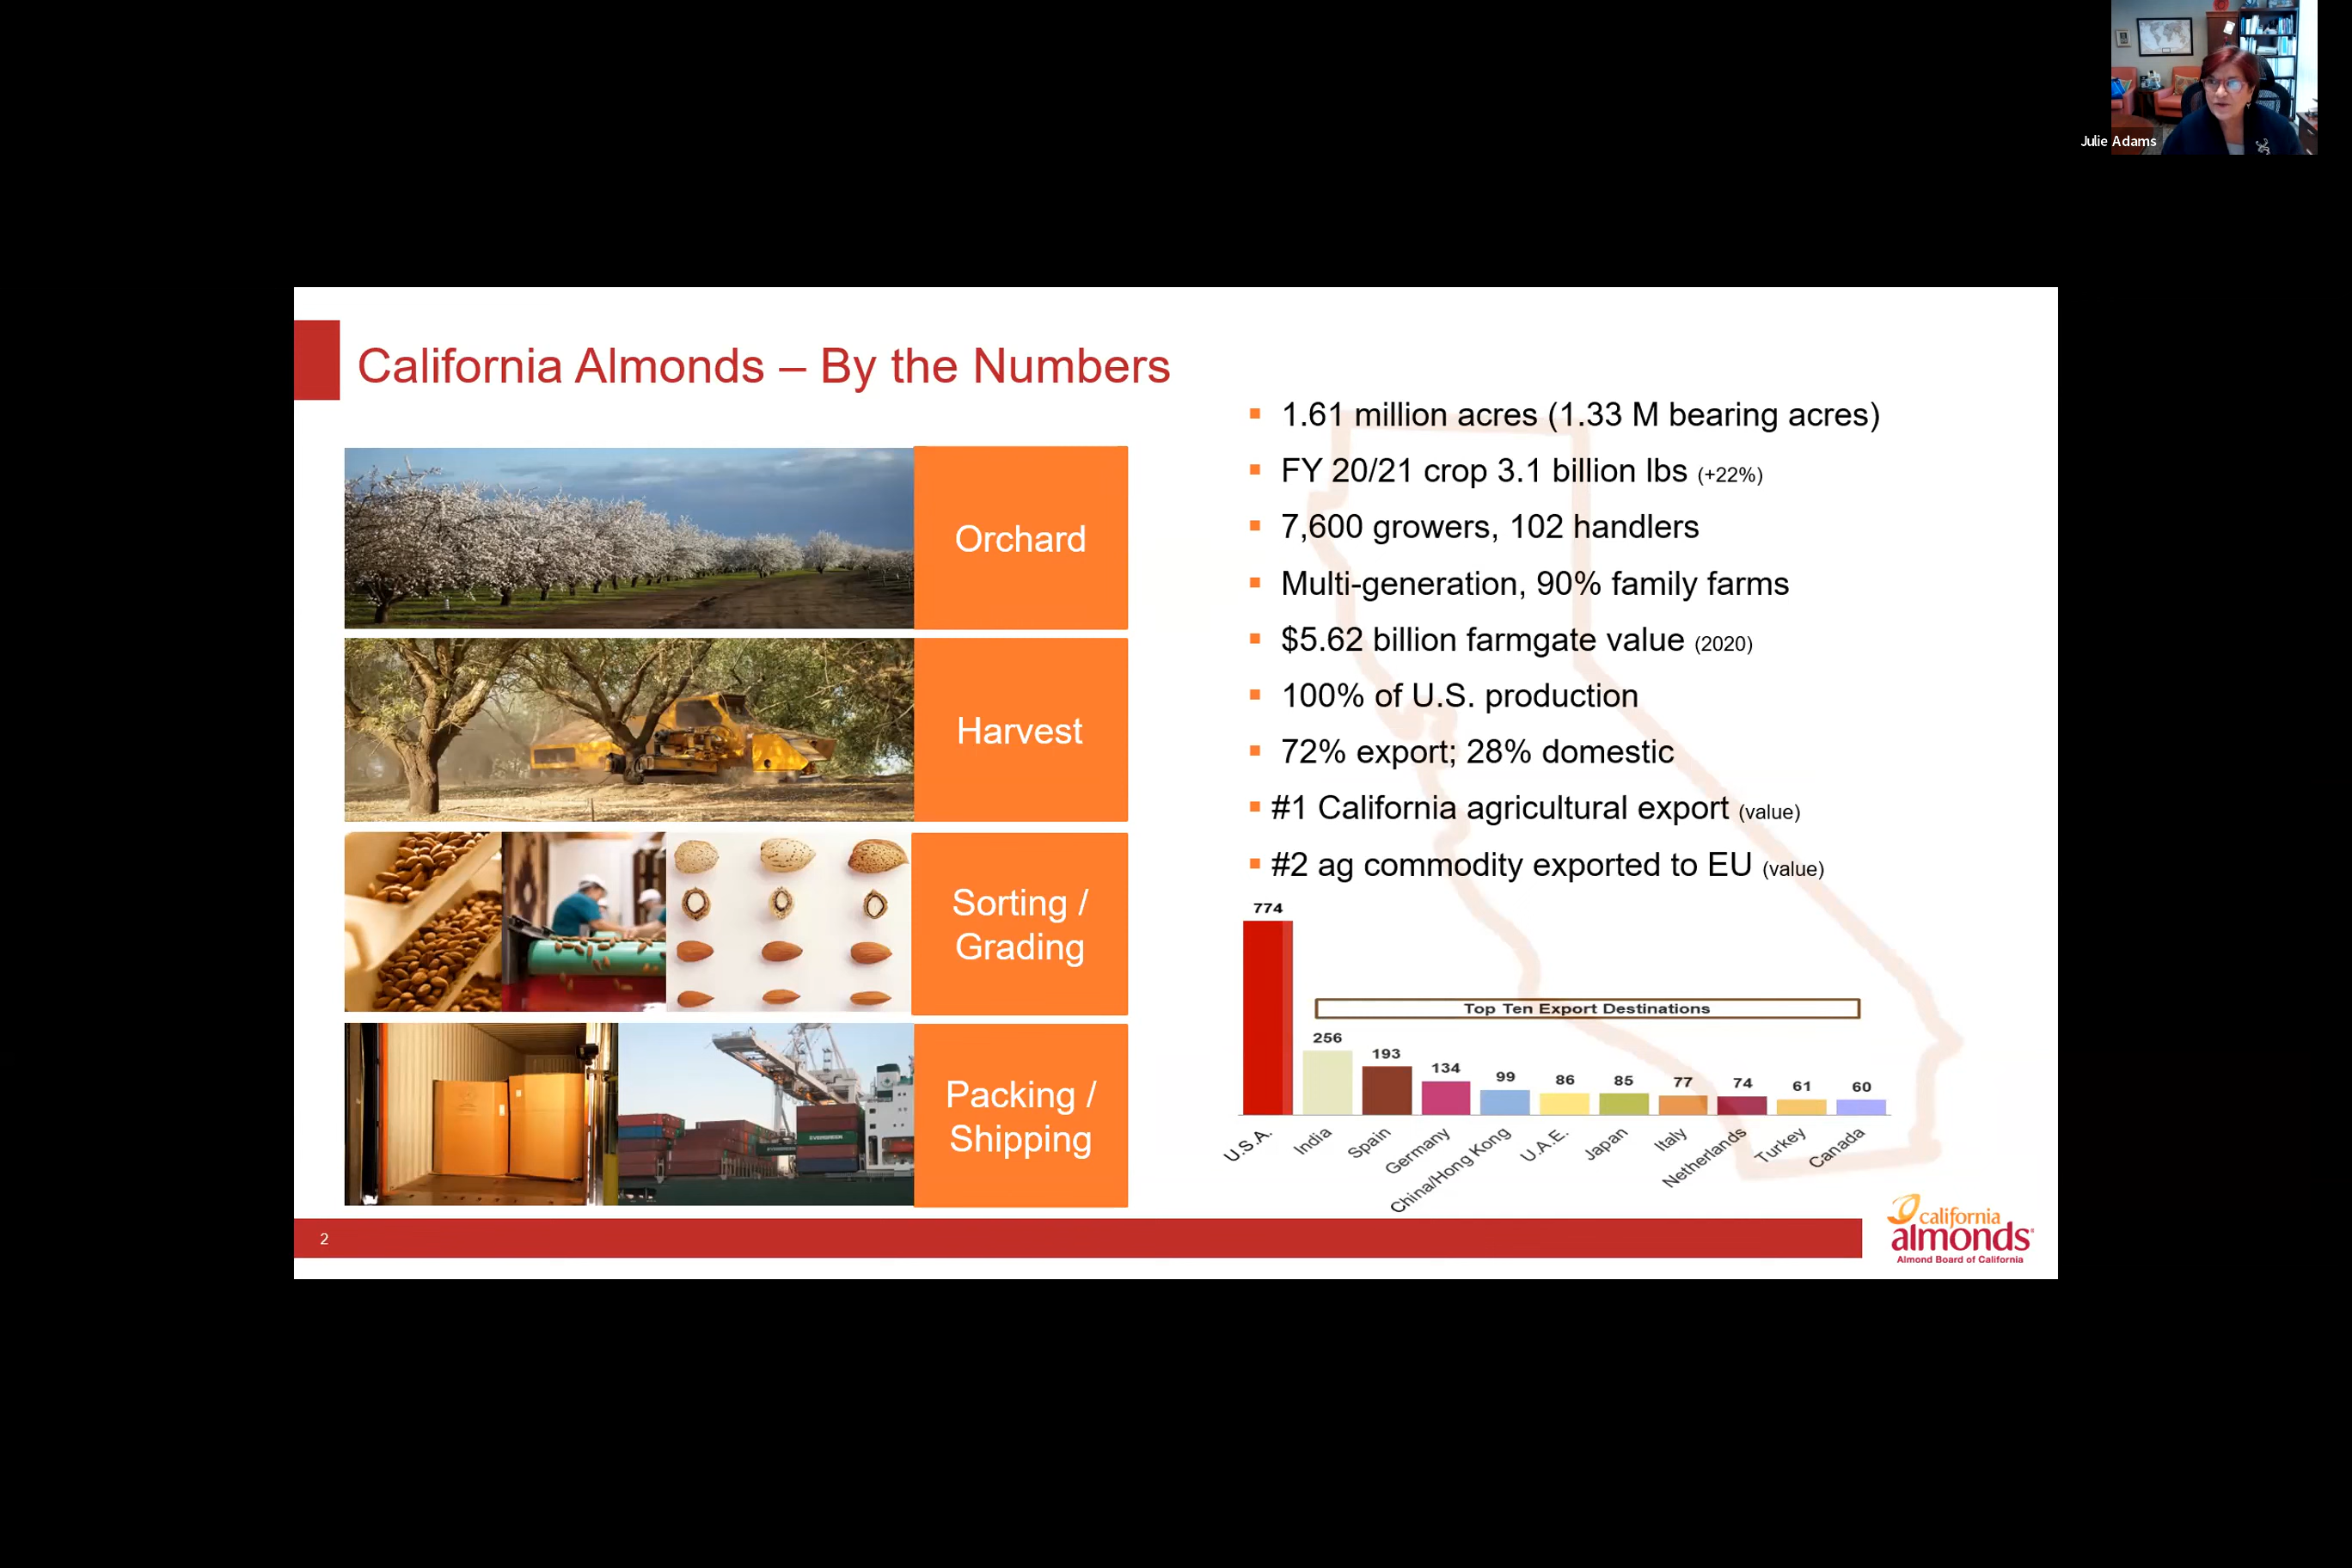 Julie Adams
California Almonds – By the Numbers
Orchard
Harvest
Sorting /
Grading
Packing /
Shipping
▪ 1.61 million acres (1.33 M bearing acres)
▪ FY 20/21 crop 3.1 billion lbs (+22%)
▪ 7,600 growers, 102 handlers
▪ Multi-generation, 90% family farms
▪ $5.62 billion farmgate value (2020)
▪ 100% of U.S. production
▪ 72% export; 28% domestic
▪ #1 California agricultural export (value)
▪ #2 ag commodity exported to EU (value)
Top Ten Export Destinations
774 256 193 134 99 86 85 77 74 61 60
U.S.A. India Spain Germany China/Hong Kong U.A.E. Japan Italy Netherlands Turkey Canada
EVERGREEN
2
california
almonds®
Almond Board of California